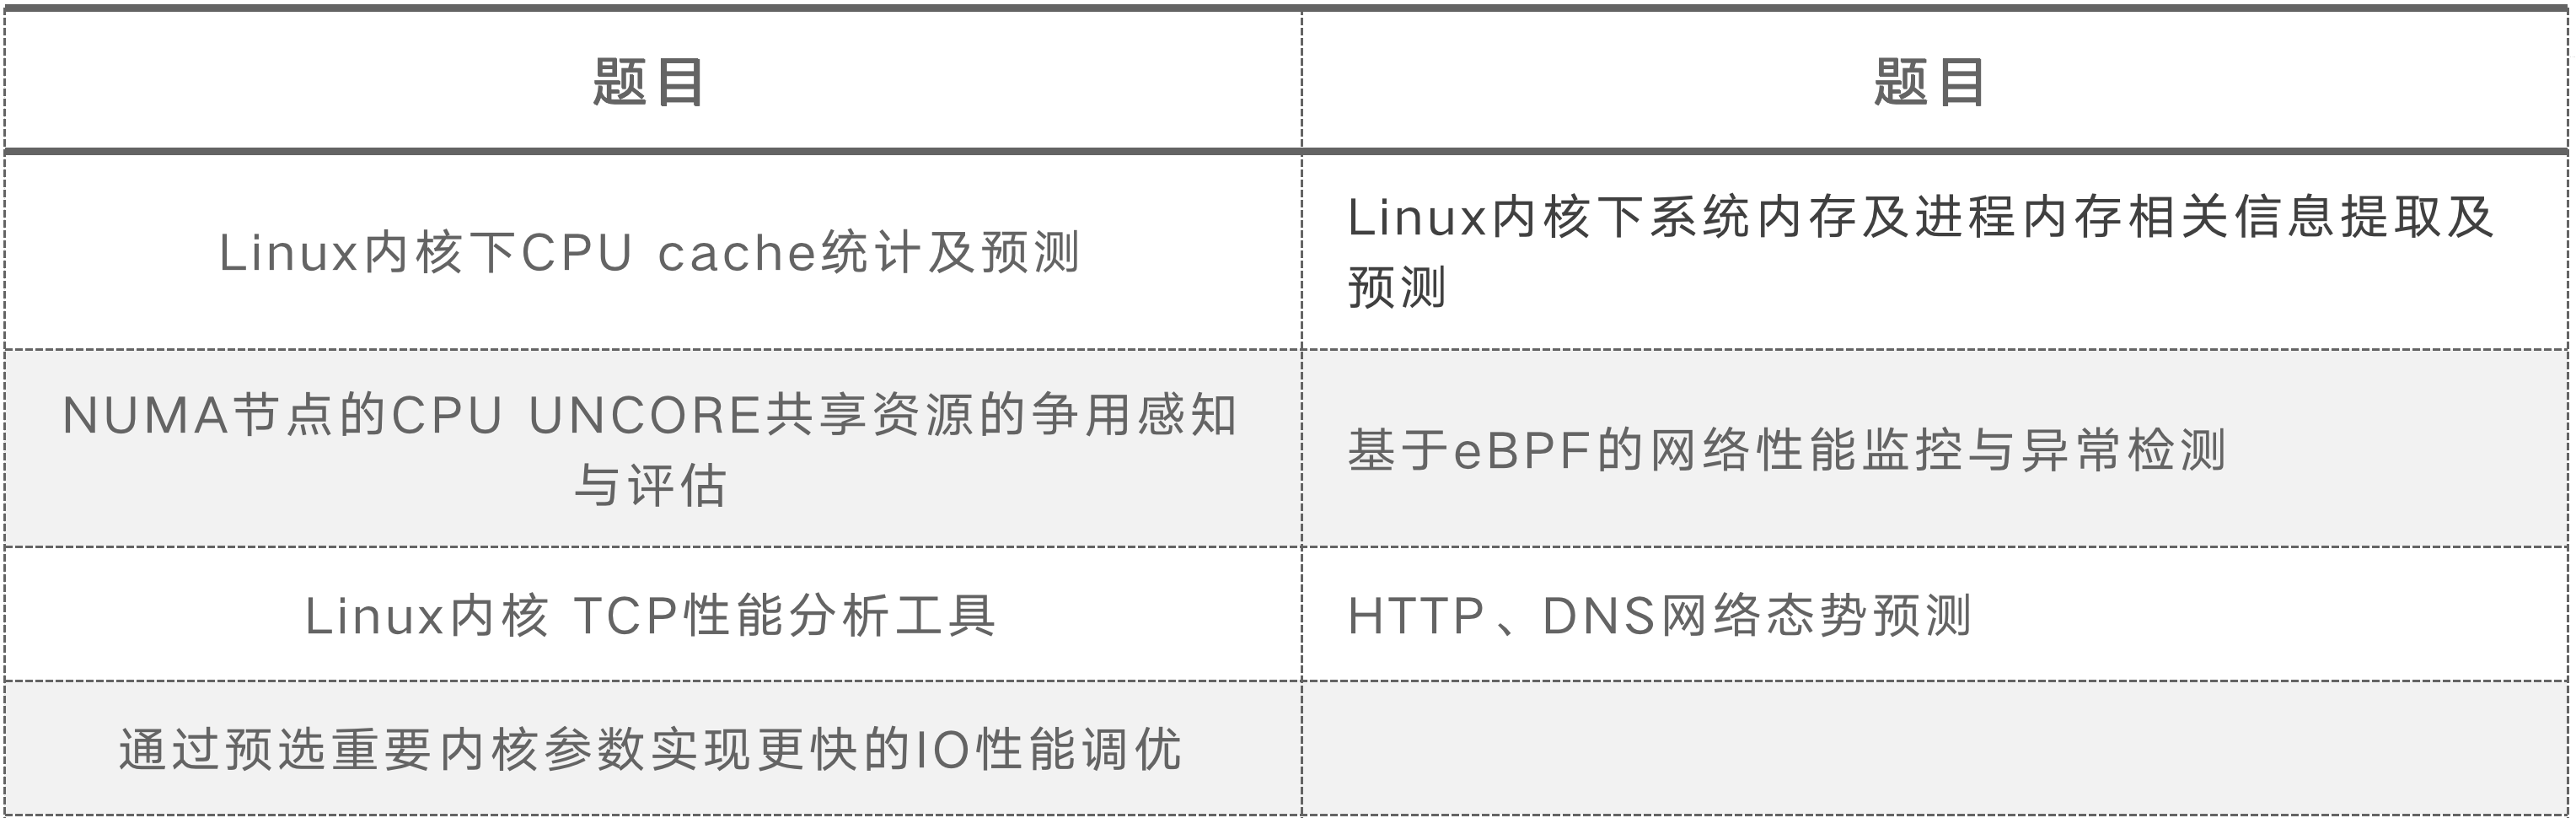 题目
题目
Linux内核下CPU cache统计及预测
Linux内核下系统内存及进程内存相关信息提取及
预测
NUMA节点的CPU UNCORE共享资源的争用感知
与评估
基于eBPF的网络性能监控与异常检测
Linux内核 TCP性能分析工具
HTTP、DNS网络态势预测
通过预选重要内核参数实现更快的IO性能调优